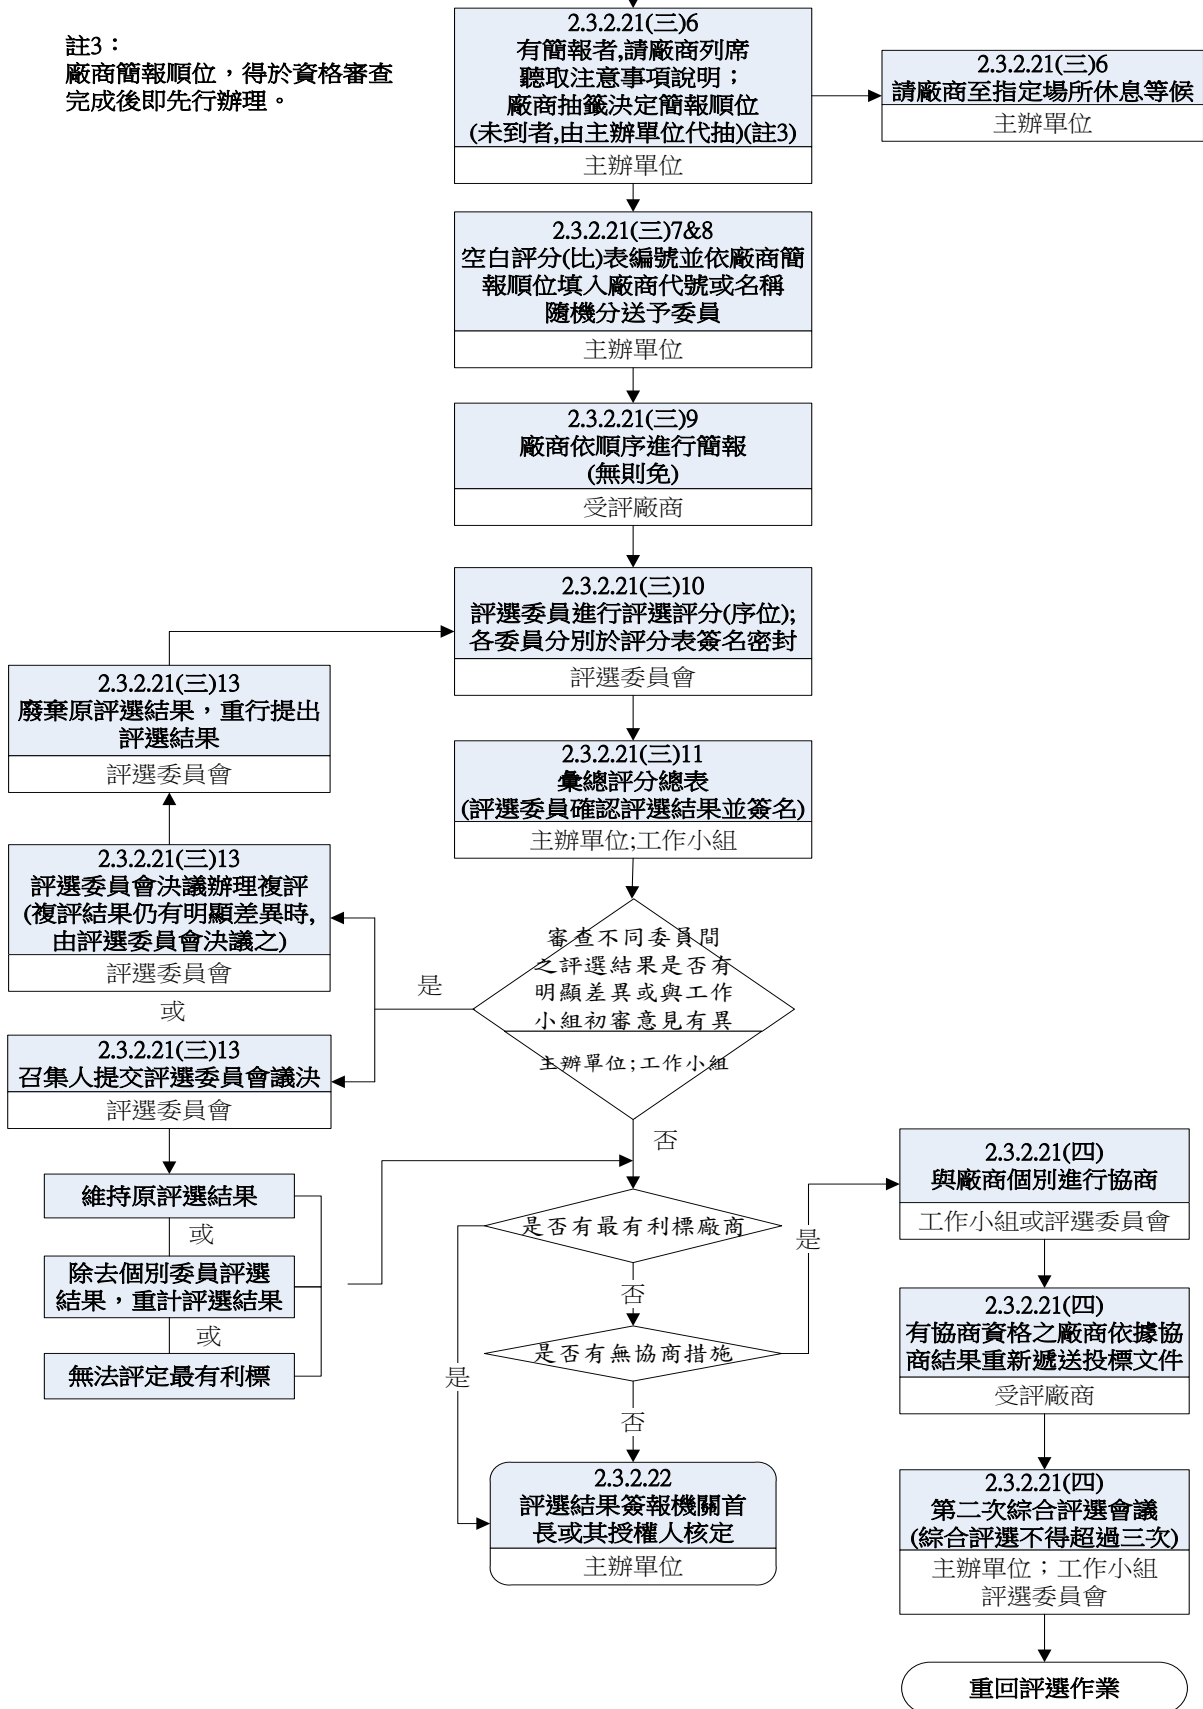 註3：
廠商簡報順位，得於資格審查
完成後即先行辦理。
2.3.2.21(三)6
有簡報者,請廠商列席
聽取注意事項說明；
廠商抽籤決定簡報順位
(未到者,由主辦單位代抽)(註3)
主辦單位
2.3.2.21(三)6
請廠商至指定場所休息等候
主辦單位
2.3.2.21(三)7&8
空白評分(比)表編號並依廠商簡
報順位填入廠商代號或名稱
隨機分送予委員
主辦單位
2.3.2.21(三)9
廠商依順序進行簡報
(無則免)
受評廠商
2.3.2.21(三)10
評選委員進行評選評分(序位);
各委員分別於評分表簽名密封
評選委員會
2.3.2.21(三)11
彙總評分總表
(評選委員確認評選結果並簽名)
主辦單位;工作小組
2.3.2.21(三)13
廢棄原評選結果，重行提出
評選結果
評選委員會
2.3.2.21(三)13
評選委員會決議辦理複評
(複評結果仍有明顯差異時,
由評選委員會決議之)
評選委員會
或
2.3.2.21(三)13
召集人提交評選委員會議決
評選委員會
是
審查不同委員間
之評選結果是否有
明顯差異或與工作
小組初審意見有異
主辦單位;工作小組
否
維持原評選結果
或
除去個別委員評選
結果，重計評選結果
或
無法評定最有利標
是否有最有利標廠商
否
是
是否有無協商措施
是
否
2.3.2.22
評選結果簽報機關首
長或其授權人核定
主辦單位
2.3.2.21(四)
與廠商個別進行協商
工作小組或評選委員會
2.3.2.21(四)
有協商資格之廠商依據協
商結果重新遞送投標文件
受評廠商
2.3.2.21(四)
第二次綜合評選會議
(綜合評選不得超過三次)
主辦單位；工作小組
評選委員會
重回評選作業